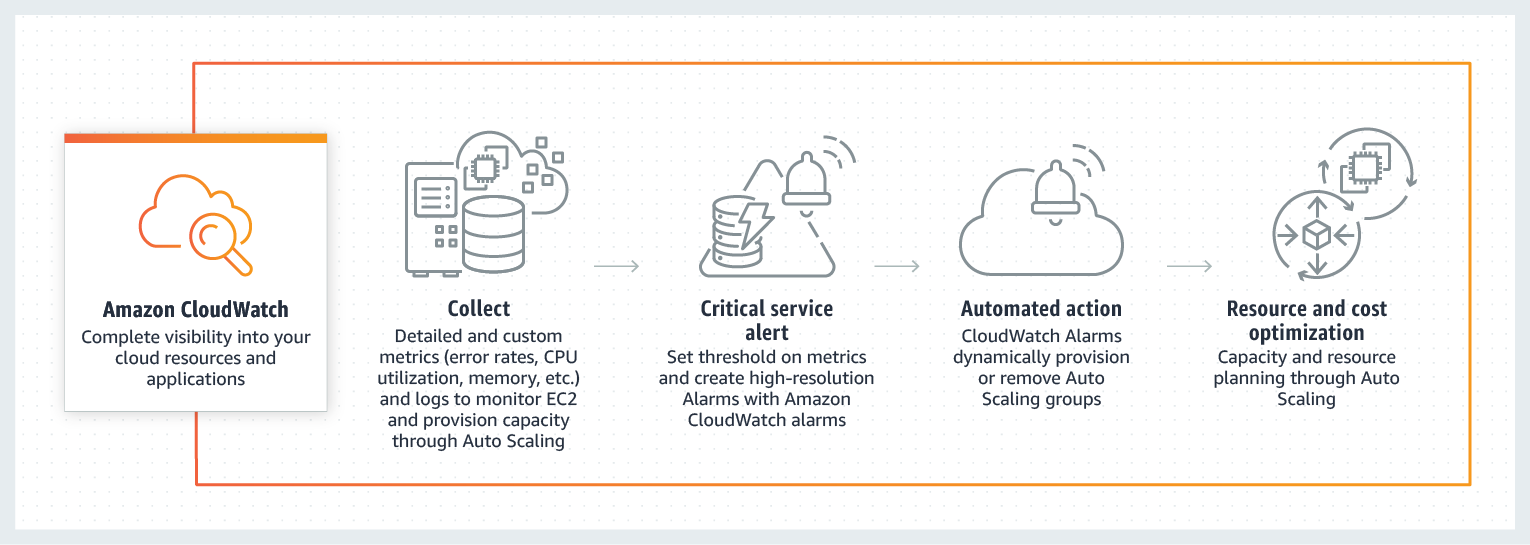 Amazon CloudWatch
Complete visibility into your
cloud resources and
applications
Collect
Detailed and custom
metrics (error rates, CPU
utilization, memory, etc.)
and logs to monitor EC2
and provision capacity
through Auto Scaling
Critical service
alert
Set threshold on metrics
and create high-resolution
Alarms with Amazon
CloudWatch alarms
Automated action
CloudWatch Alarms
dynamically provision
or remove Auto
Scaling groups
Resource and cost
optimization
Capacity and resource
planning through Auto
Scaling